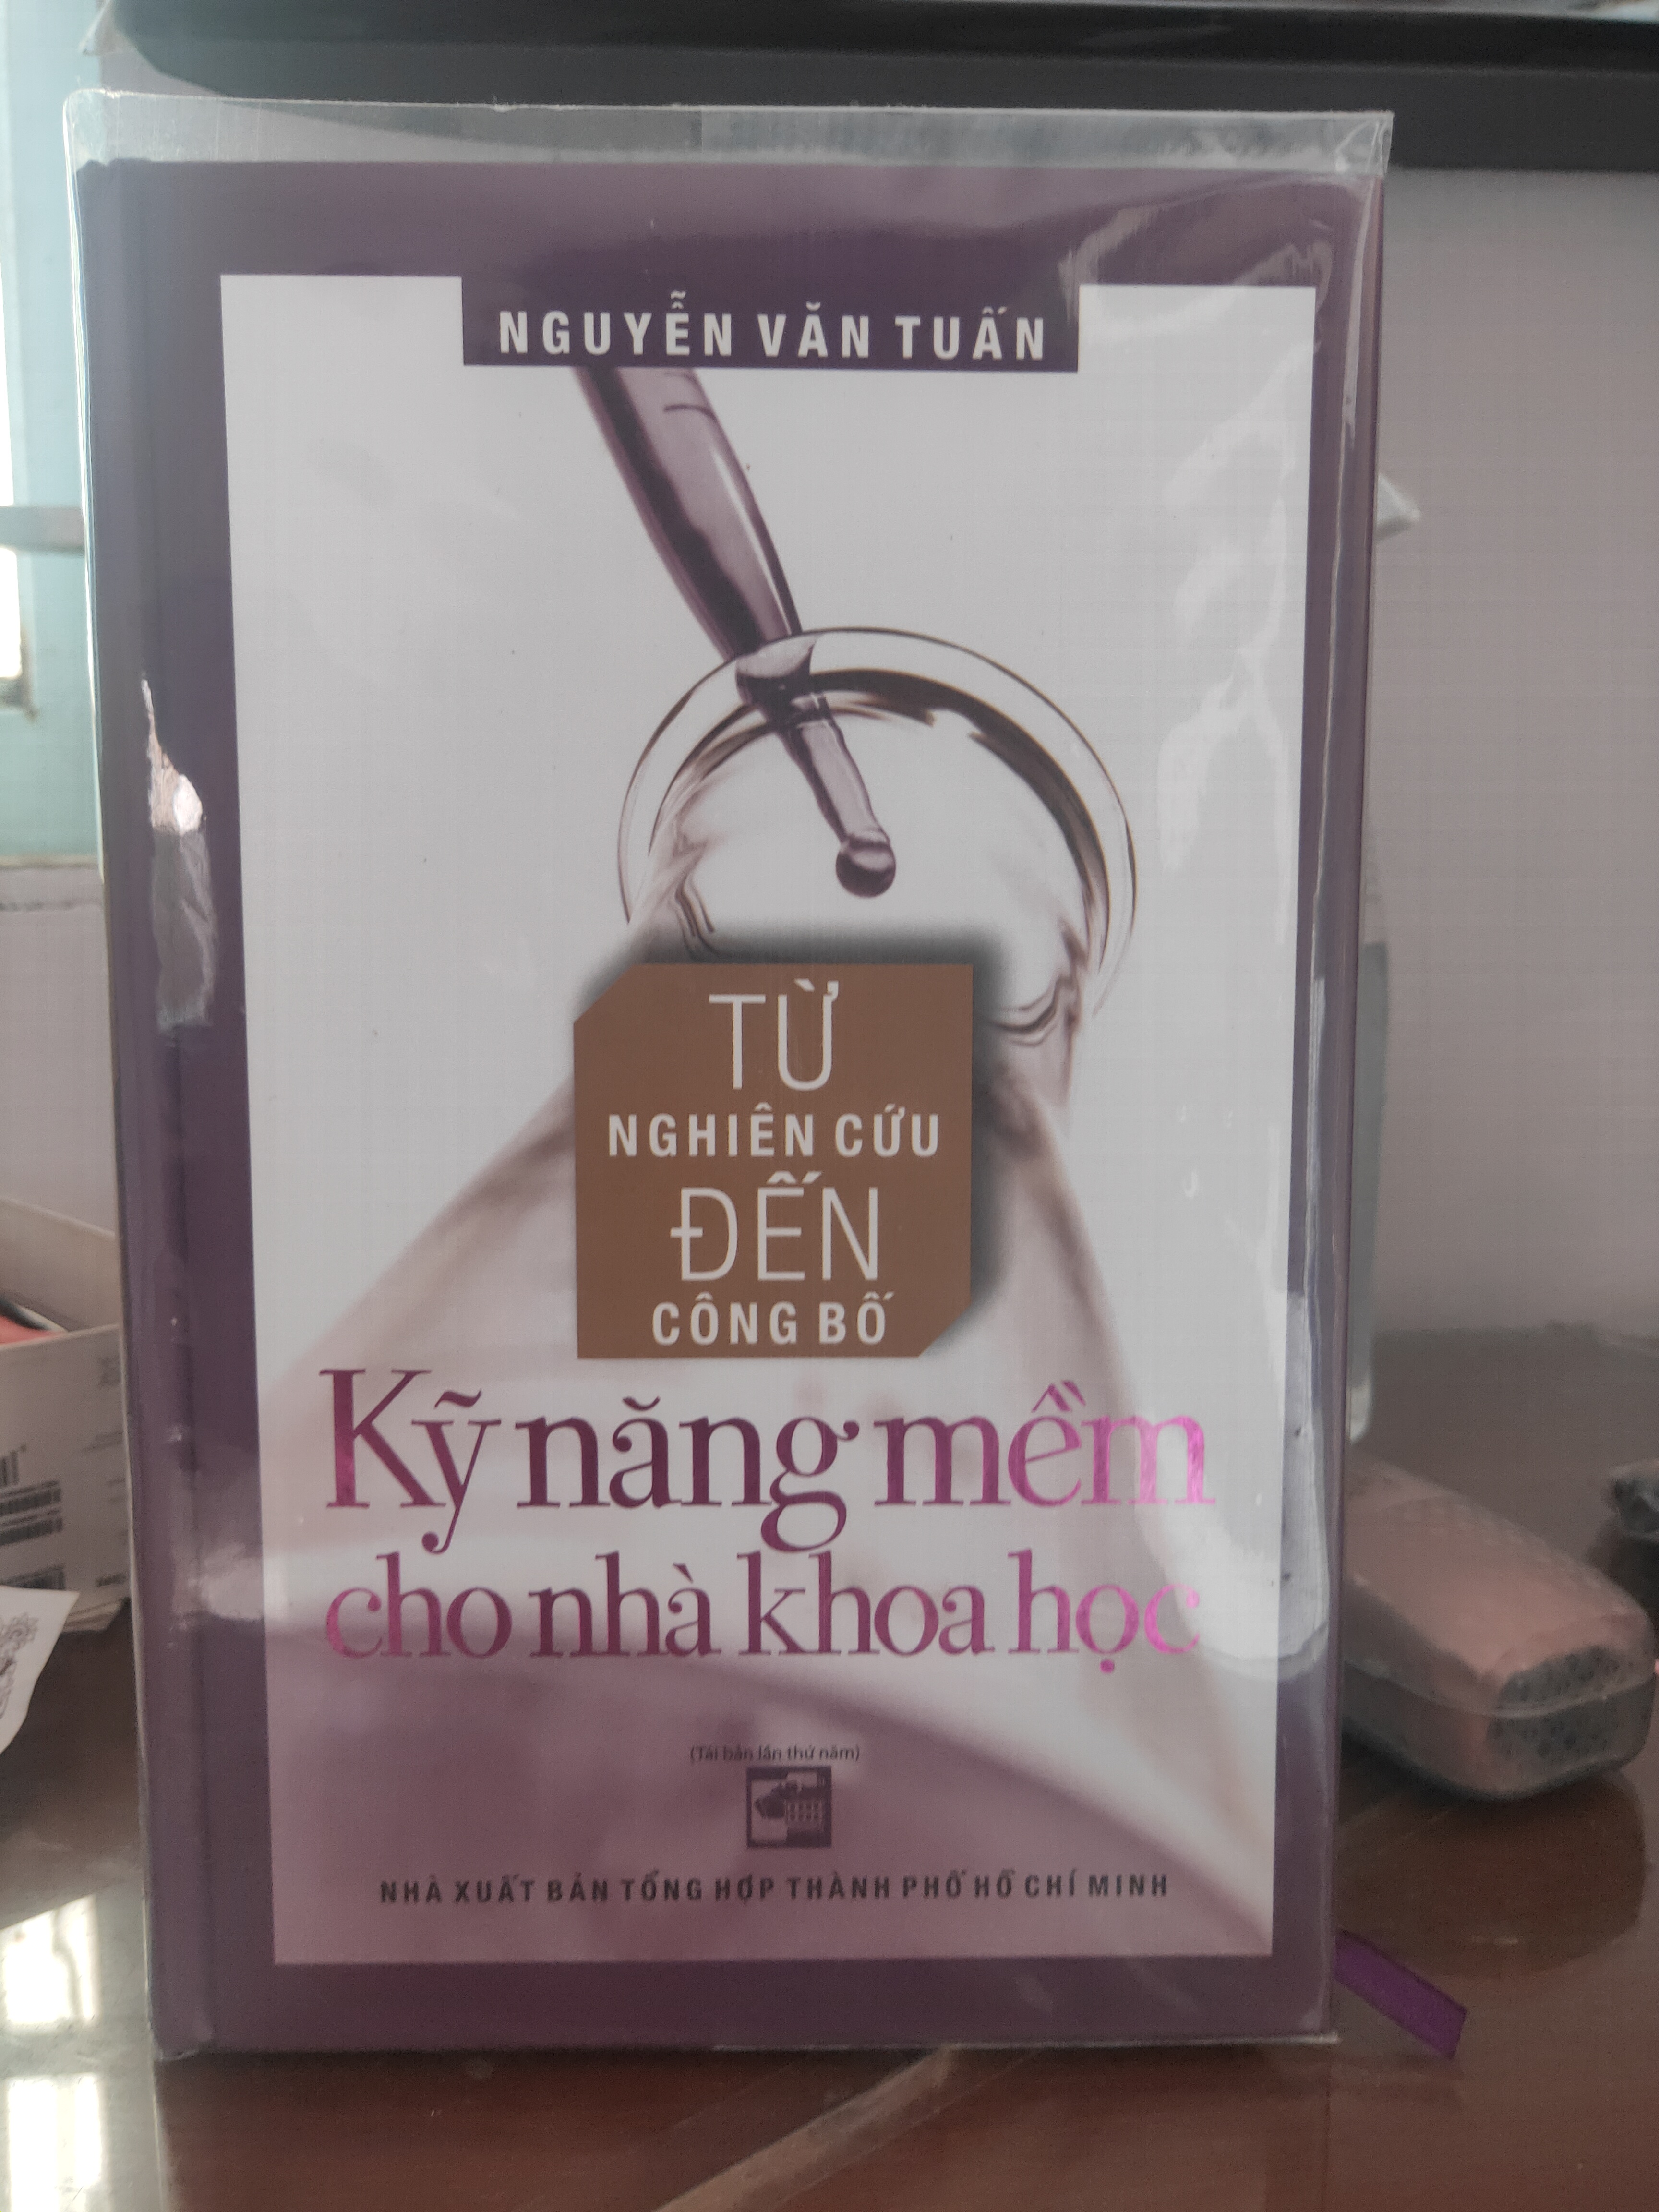 NGUYỄN VĂN TUẤN
TỪ
NGHIÊN CỨU
ĐẾN
CÔNG BỐ
Kỹ năng mềm
cho nhà khoa học
(Tái bản lần thứ năm)
NHÀ XUẤT BẢN TỔNG HỢP THÀNH PHỐ HỒ CHÍ MINH